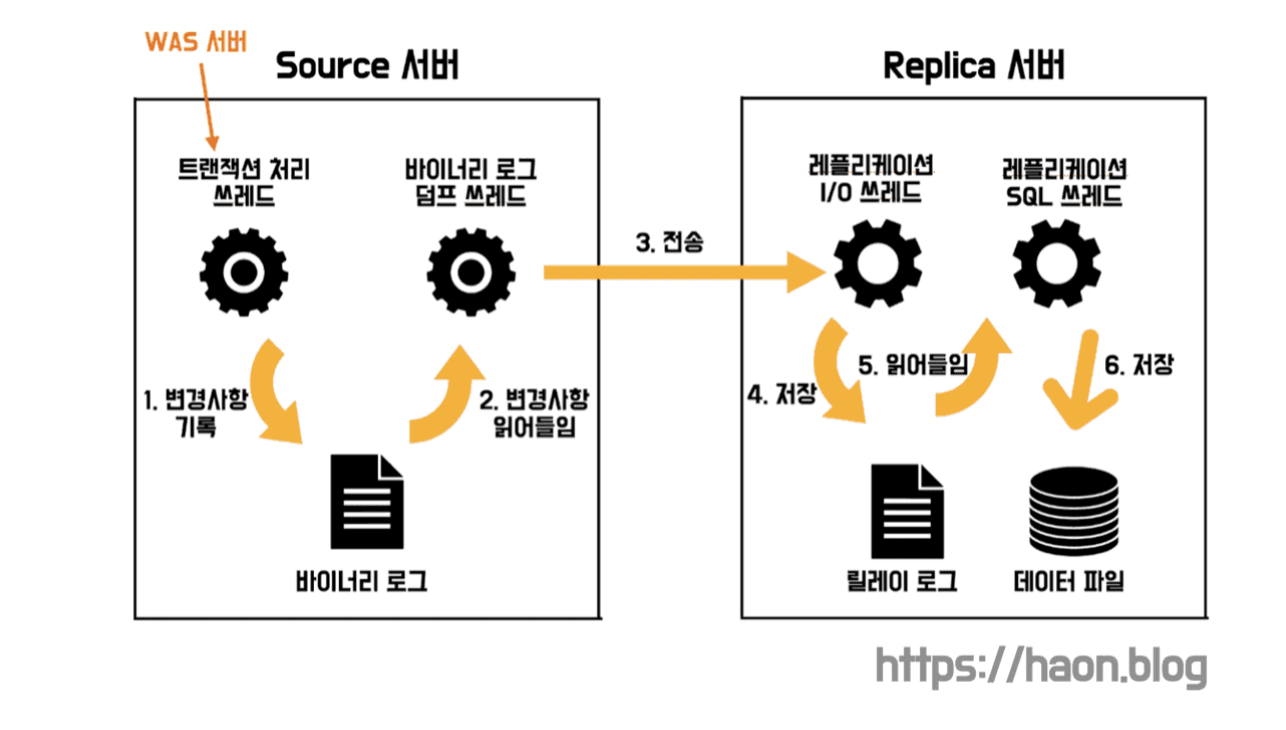 WAS 서버
Source 서버
Replica 서버
트랜잭션 처리
쓰레드
바이너리 로그
덤프 쓰레드
레플리케이션
I/O 쓰레드
레플리케이션
SQL 쓰레드
3. 전송
1. 변경사항
기록
2. 변경사항
읽어들임
4. 저장
5. 읽어들임
6. 저장
바이너리 로그
릴레이 로그
데이터 파일
https://haon.blog